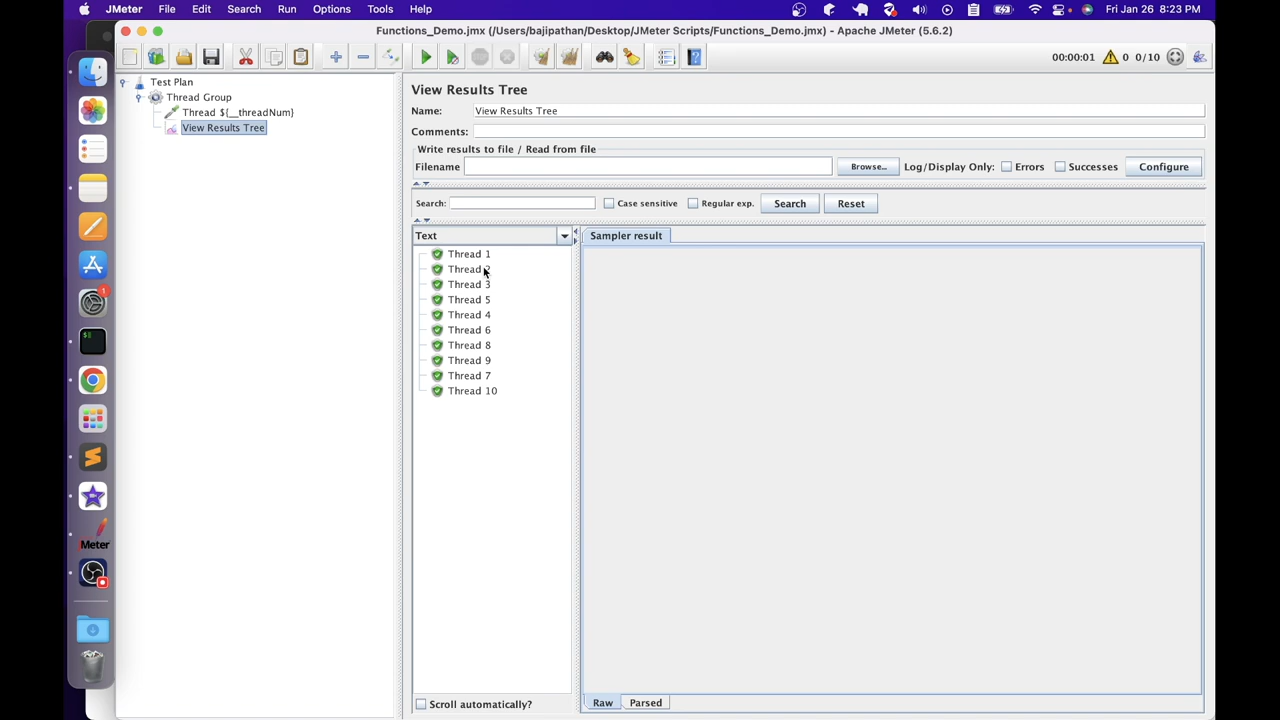 JMeter File Edit Search Run Options Tools Help Fri Jan 26 8:23 PM
Functions_Demo.jmx (/Users/bajipathan/Desktop/JMeter Scripts/Functions_Demo.jmx) - Apache JMeter (5.6.2)
00:00:01 0 0/10
Test Plan
Thread Group
Thread ${__threadNum}
View Results Tree
View Results Tree
Name: View Results Tree
Comments:
Write results to file / Read from file
Filename Browse... Log/Display Only: Errors Successes Configure
Search: Case sensitive Regular exp. Search Reset
Text Sampler result
Thread 1
Thread 2
Thread 3
Thread 5
Thread 4
Thread 6
Thread 8
Thread 9
Thread 7
Thread 10
Scroll automatically? Raw Parsed
1
$
Meter